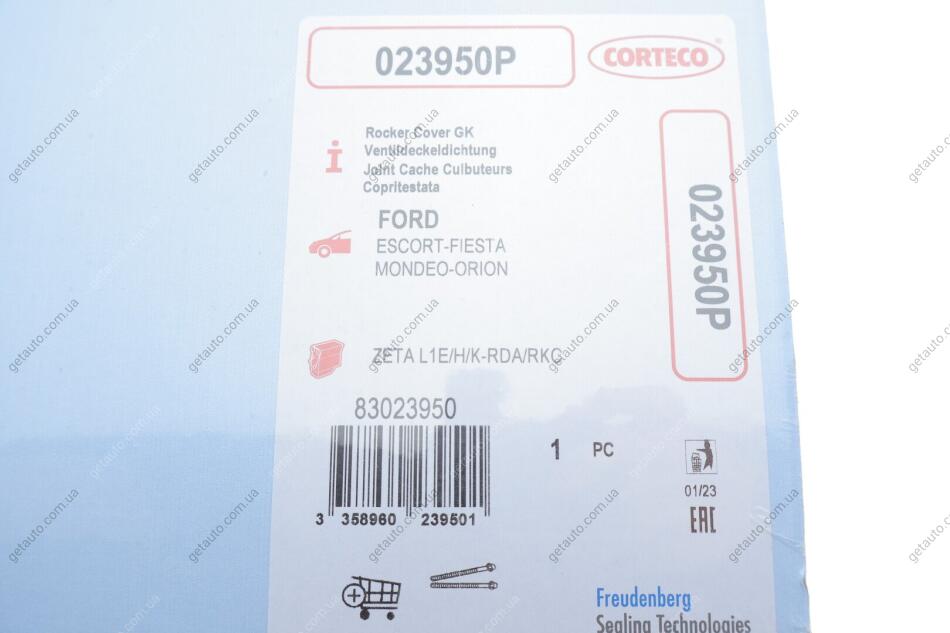 023950P
CORTECO
Rocker Cover GK
Ventildeckeldichtung
Joint Cache Culbuteurs
Copritestata
FORD
ESCORT-FIESTA
MONDEO-ORION
023950P
ZETA L1E/H/K-RDA/RKC
83023950
3 358960 239501
1 PC
01/23
EAC
Freudenberg
Sealing Technologies
getauto.com.ua